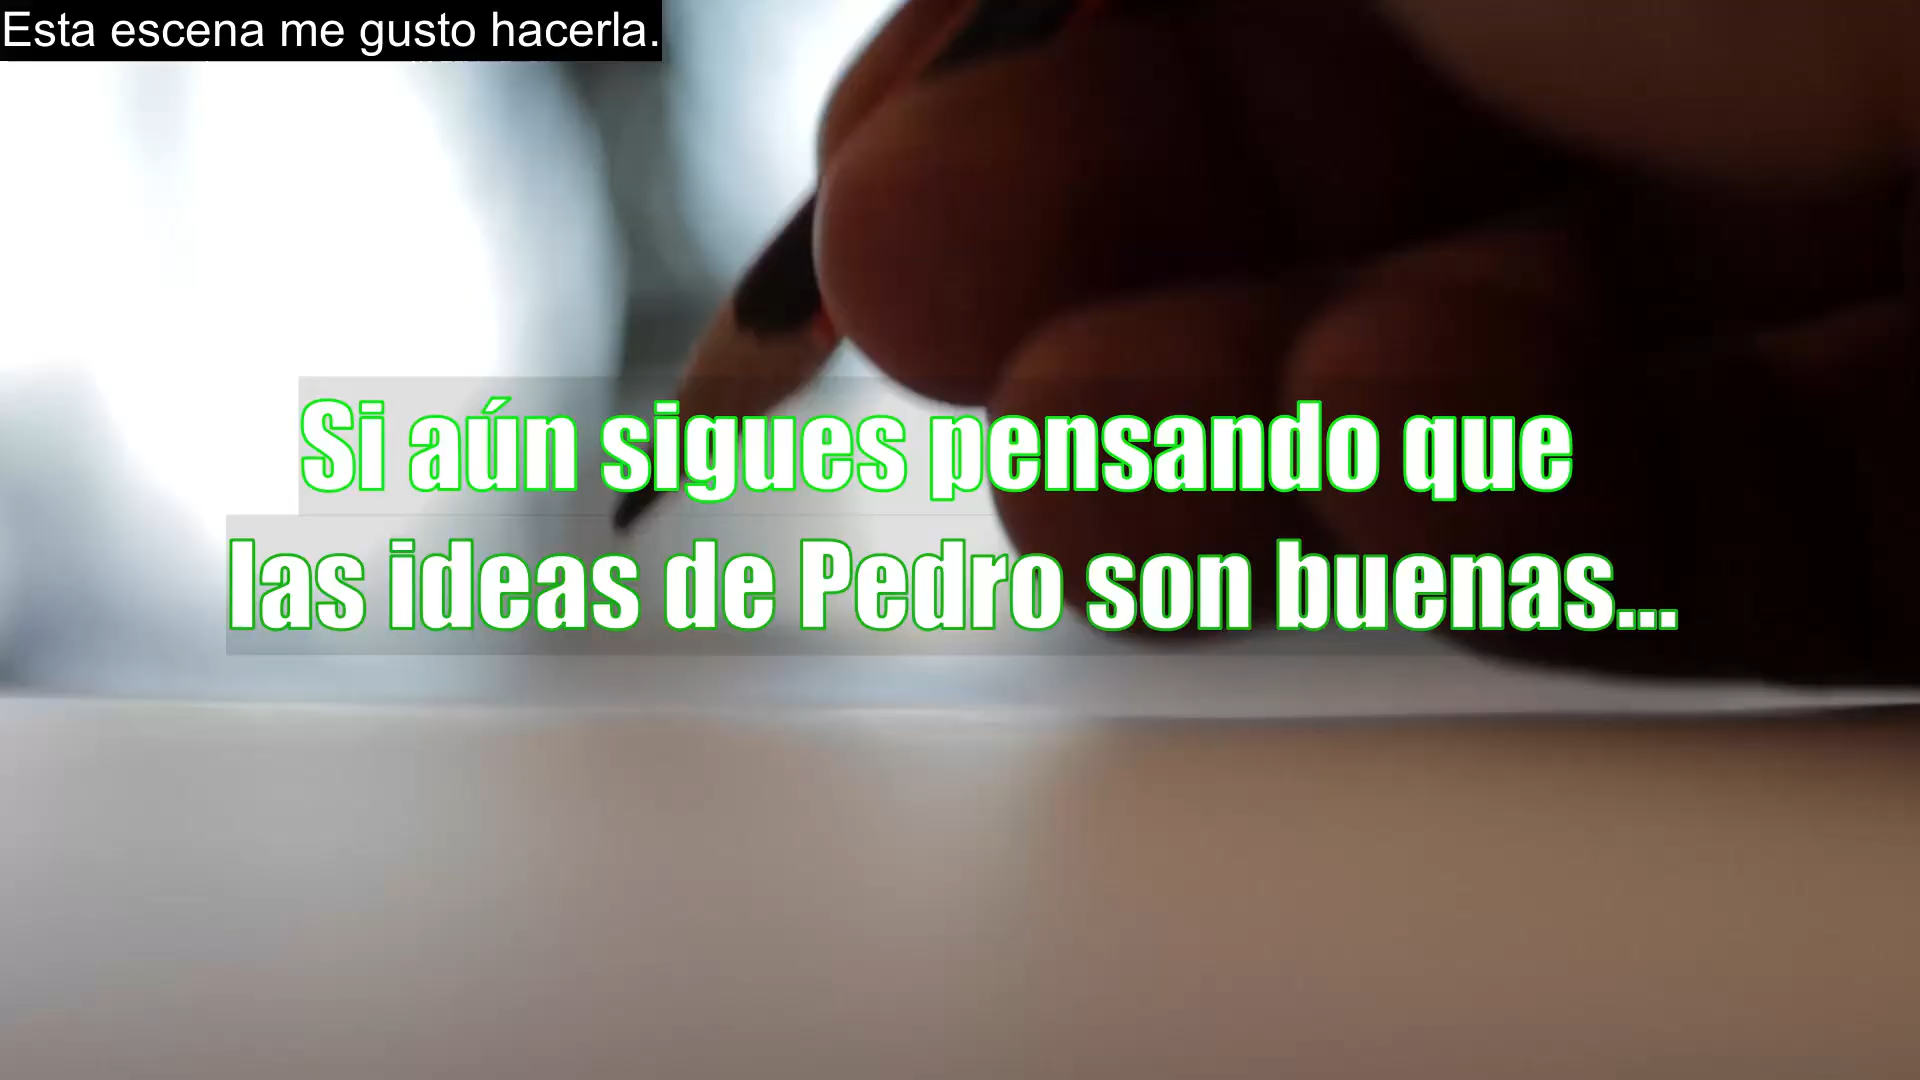 Esta escena me gusto hacerla.
Si aún sigues pensando que
las ideas de Pedro son buenas...